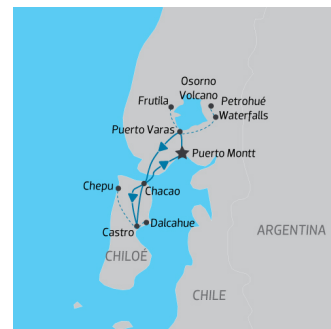 Osorno
Volcano
Frutila
Petrohué
Waterfalls
Puerto Varas
Puerto Montt
Chepu
Chacao
Dalcahue
Castro
ARGENTINA
CHILOÉ
CHILE